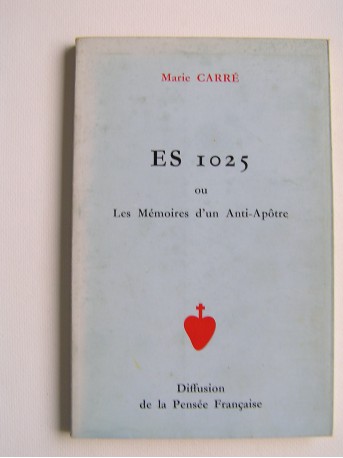 Marie CARRÉ
ES 1025
ou
Les Mémoires d'un Anti-Apôtre
Diffusion
de la Pensée Française